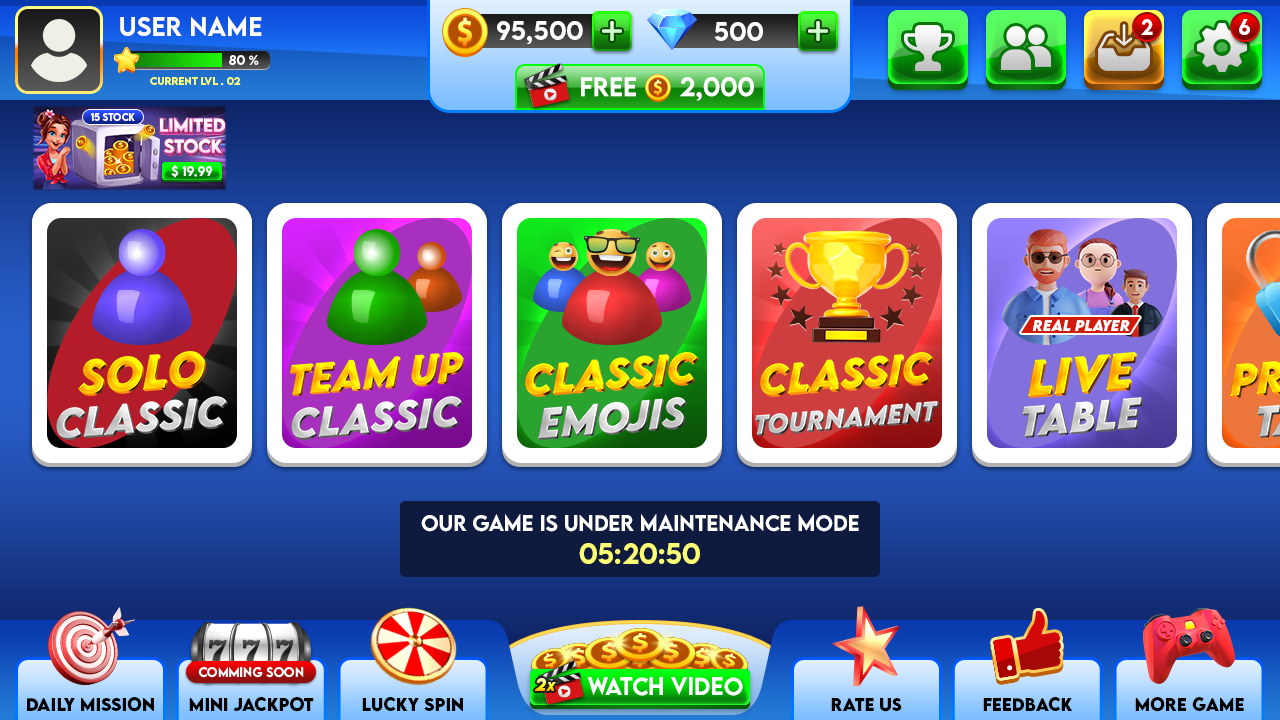 USER NAME
80 %
CURRENT LVL . 02
95,500
500
FREE 2,000
2
6
15 STOCK
LIMITED
STOCK
$ 19.99
SOLO
CLASSIC
TEAM UP
CLASSIC
CLASSIC
EMOJIS
CLASSIC
TOURNAMENT
REAL PLAYER
LIVE
TABLE
PR
TA
OUR GAME IS UNDER MAINTENANCE MODE
05:20:50
DAILY MISSION
777
COMMING SOON
MINI JACKPOT
LUCKY SPIN
2x WATCH VIDEO
RATE US
FEEDBACK
MORE GAME